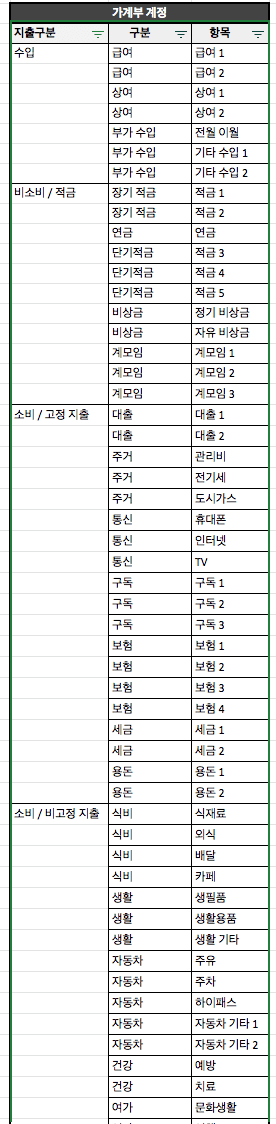 가계부 계정
지출구분 구분 항목
수입 급여 급여 1
급여 급여 2
상여 상여 1
상여 상여 2
부가 수입 전월 이월
부가 수입 기타 수입 1
부가 수입 기타 수입 2
비소비 / 적금 장기 적금 적금 1
장기 적금 적금 2
연금 연금
단기적금 적금 3
단기적금 적금 4
단기적금 적금 5
비상금 정기 비상금
비상금 자유 비상금
계모임 계모임 1
계모임 계모임 2
계모임 계모임 3
소비 / 고정 지출 대출 대출 1
대출 대출 2
주거 관리비
주거 전기세
주거 도시가스
통신 휴대폰
통신 인터넷
통신 TV
구독 구독 1
구독 구독 2
구독 구독 3
보험 보험 1
보험 보험 2
보험 보험 3
보험 보험 4
세금 세금 1
세금 세금 2
용돈 용돈 1
용돈 용돈 2
소비 / 비고정 지출 식비 식재료
식비 외식
식비 배달
식비 카페
생활 생필품
생활 생활용품
생활 생활 기타
자동차 주유
자동차 주차
자동차 하이패스
자동차 자동차 기타 1
자동차 자동차 기타 2
건강 예방
건강 치료
여가 문화생활